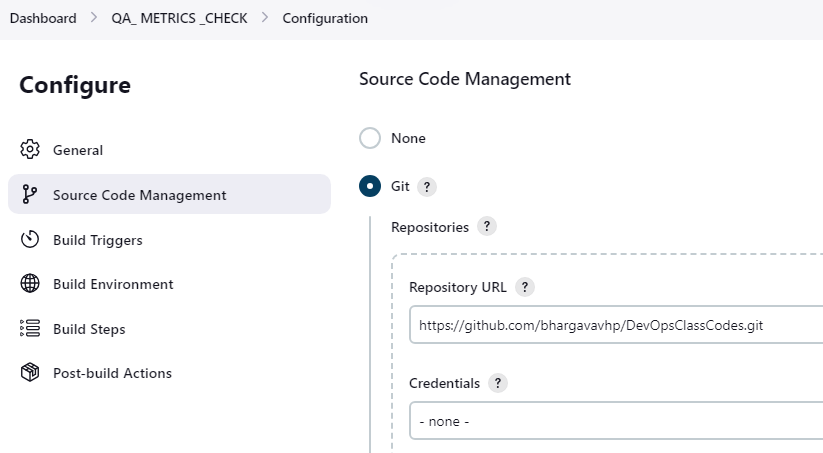 Dashboard > QA_ METRICS _CHECK > Configuration
Configure
General
Source Code Management
Build Triggers
Build Environment
Build Steps
Post-build Actions
Source Code Management
None
Git ?
Repositories ?
Repository URL ?
https://github.com/bhargavavhp/DevOpsClassCodes.git
Credentials ?
- none -